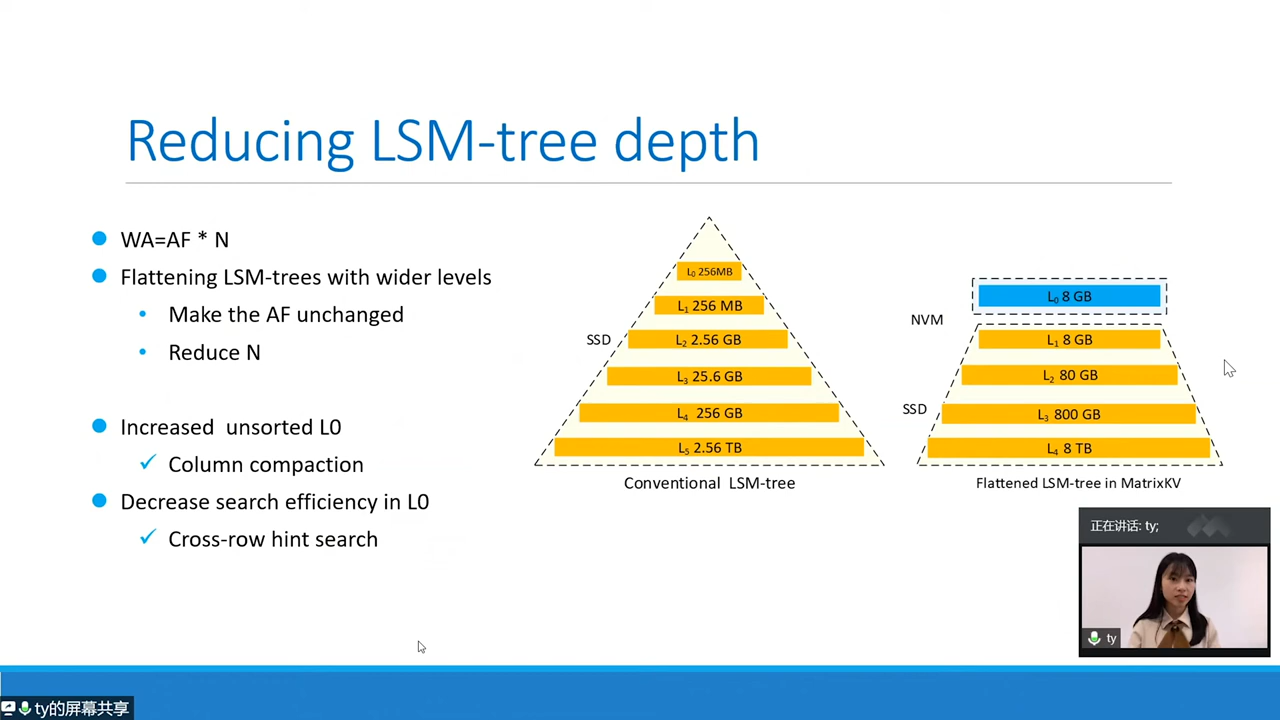 Reducing LSM-tree depth
WA=AF * N
Flattening LSM-trees with wider levels
Make the AF unchanged
Reduce N
Increased unsorted L0
Column compaction
Decrease search efficiency in L0
Cross-row hint search
L0 256MB
L1 256 MB
SSD
L2 2.56 GB
L3 25.6 GB
L4 256 GB
L5 2.56 TB
Conventional LSM-tree
L0 8 GB
NVM
L1 8 GB
L2 80 GB
SSD
L3 800 GB
L4 8 TB
Flattened LSM-tree in MatrixKV
正在讲话: ty;
ty
ty的屏幕共享